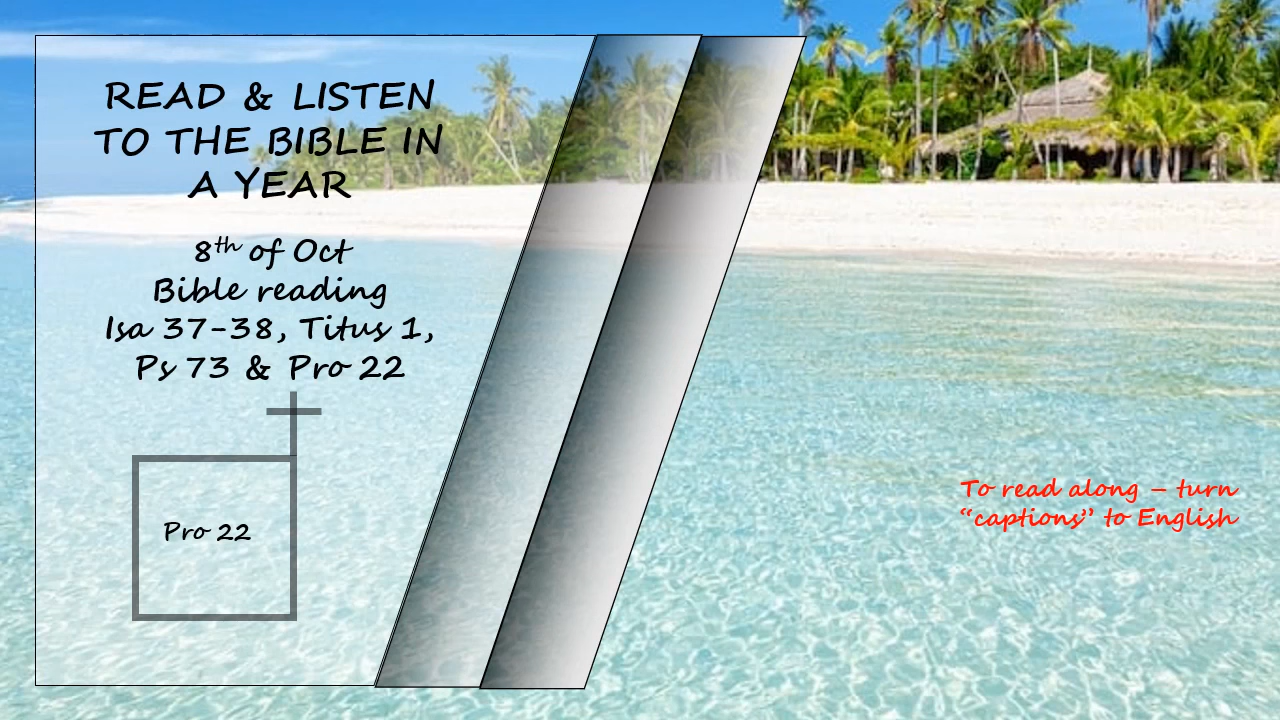 READ & LISTEN
TO THE BIBLE IN
A YEAR
8th of Oct
Bible reading
Isa 37-38, Titus 1,
Ps 73 & Pro 22
Pro 22
To read along – turn
“captions” to English